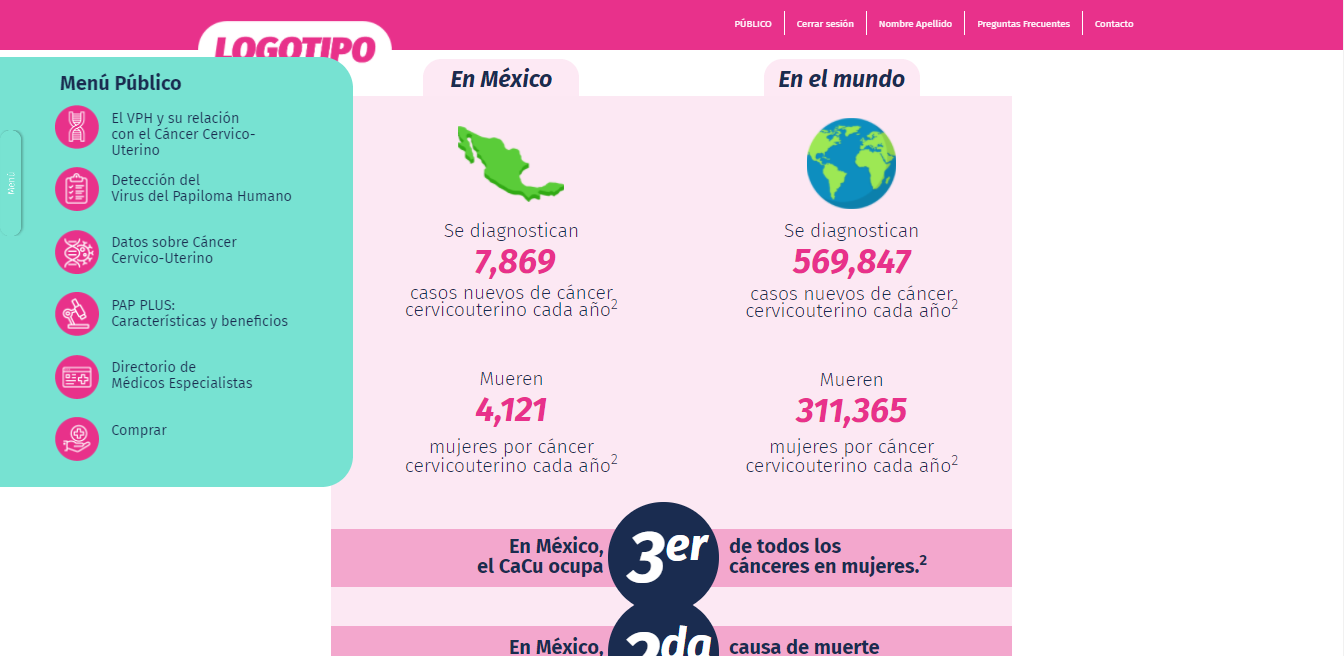 PÚBLICO
Cerrar sesión
Nombre Apellido
Preguntas Frecuentes
Contacto
LOGOTIPO
Menú
Menú Público
El VPH y su relación
con el Cáncer Cervico-
Uterino
Detección del
Virus del Papiloma Humano
Datos sobre Cáncer
Cervico-Uterino
PAP PLUS:
Características y beneficios
Directorio de
Médicos Especialistas
Comprar
En México
Se diagnostican
7,869
casos nuevos de cáncer
cervicouterino cada año2
Mueren
4,121
mujeres por cáncer
cervicouterino cada año2
En el mundo
Se diagnostican
569,847
casos nuevos de cáncer
cervicouterino cada año2
Mueren
311,365
mujeres por cáncer
cervicouterino cada año2
En México,
el CaCu ocupa
3er
de todos los
cánceres en mujeres.2
En México,
2da
causa de muerte